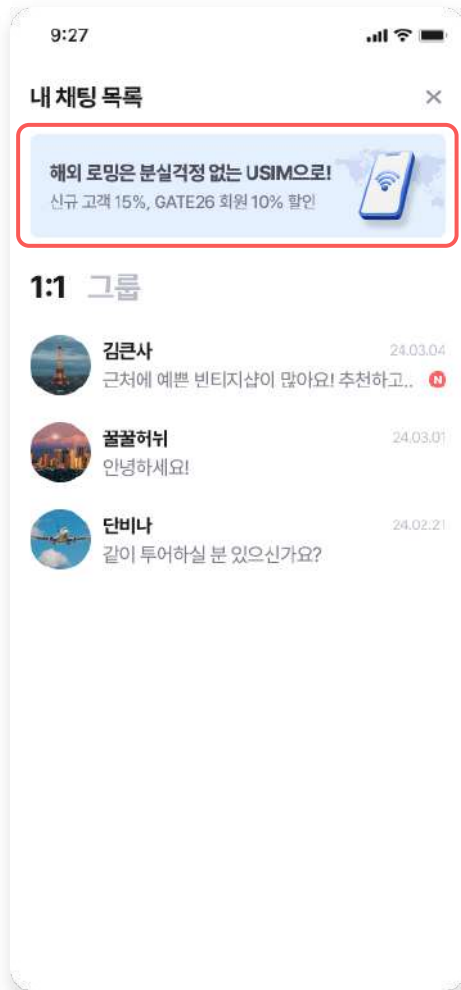 9:27
내 채팅 목록
해외 로밍은 분실걱정 없는 USIM으로!
신규 고객 15%, GATE26 회원 10% 할인
1:1 그룹
김큰사 24.03.04
근처에 예쁜 빈티지샵이 많아요! 추천하고.. N
꿀꿀허뉘 24.03.01
안녕하세요!
단비나 24.02.21
같이 투어하실 분 있으신가요?